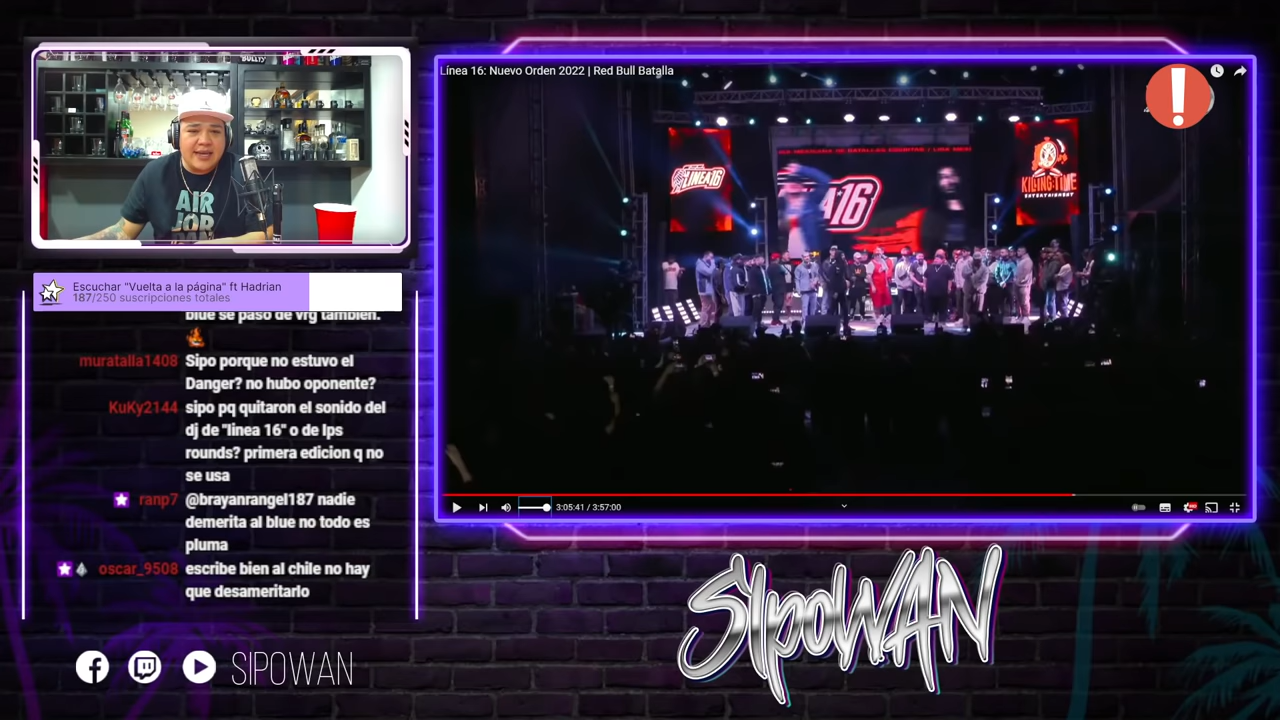 BULLY
AIR
JOR
DAN
Escuchar "Vuelta a la página" ft Hadrian
187/250 suscripciones totales
blue se paso de vrg tambien.
muratalla1408 Sipo porque no estuvo el
Danger? no hubo oponente?
KuKy2144 sipo pq quitaron el sonido del
dj de "linea 16" o de lps
rounds? primera edicion q no
se usa
ranp7 @brayanrangel187 nadie
demerita al blue no todo es
pluma
oscar_9508 escribe bien al chile no hay
que desameritarlo
SIPOWAN
Línea 16: Nuevo Orden 2022 | Red Bull Batalla
LINEA16
A16
KILLING TIME
ENTERTAINMENT
3:05:41 / 3:57:00
SIPOWAN